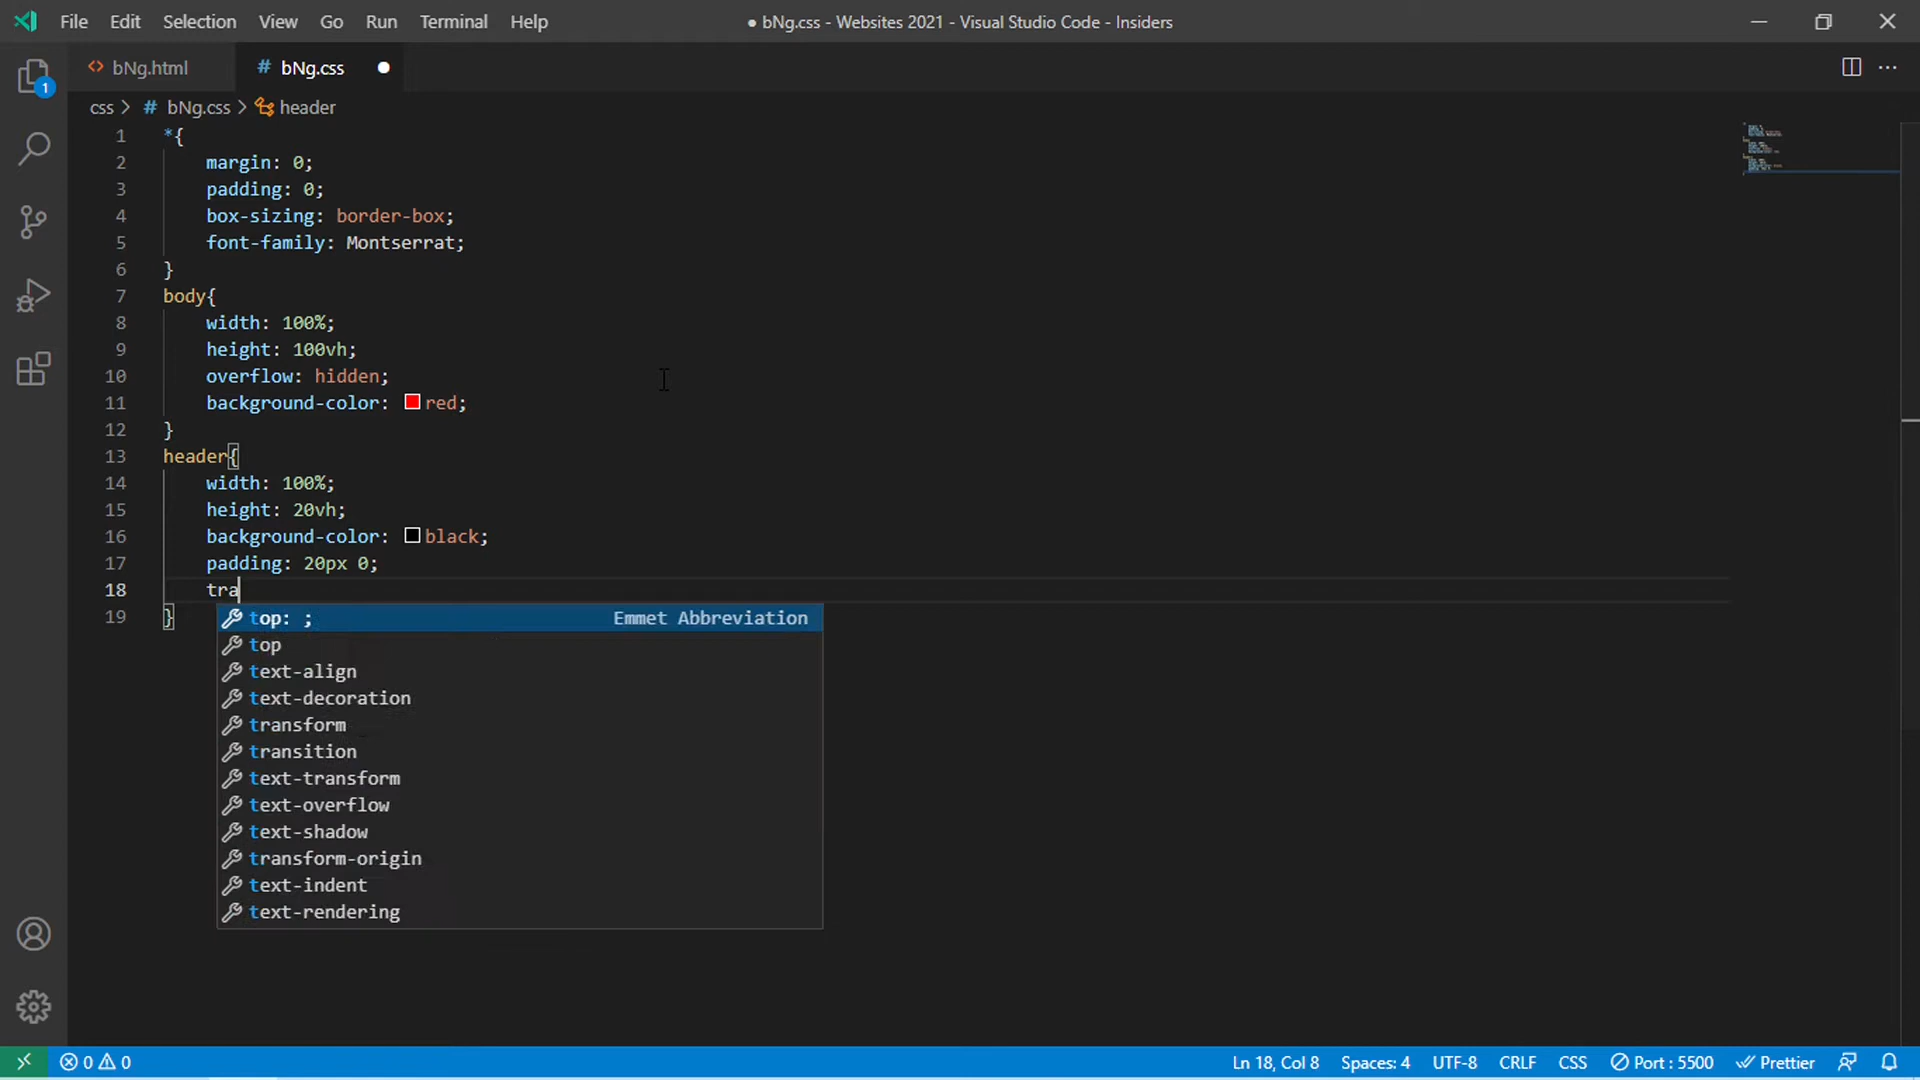 File Edit Selection View Go Run Terminal Help
● bNg.css - Websites 2021 - Visual Studio Code - Insiders
<> bNg.html
# bNg.css ●
css > # bNg.css > header
1 *{
2 margin: 0;
3 padding: 0;
4 box-sizing: border-box;
5 font-family: Montserrat;
6 }
7 body{
8 width: 100%;
9 height: 100vh;
10 overflow: hidden;
11 background-color: red;
12 }
13 header{
14 width: 100%;
15 height: 20vh;
16 background-color: black;
17 padding: 20px 0;
18 tra
19 }
top: ; Emmet Abbreviation
top
text-align
text-decoration
transform
transition
text-transform
text-overflow
text-shadow
transform-origin
text-indent
text-rendering
1
0 0
Ln 18, Col 8 Spaces: 4 UTF-8 CRLF CSS Port : 5500 Prettier